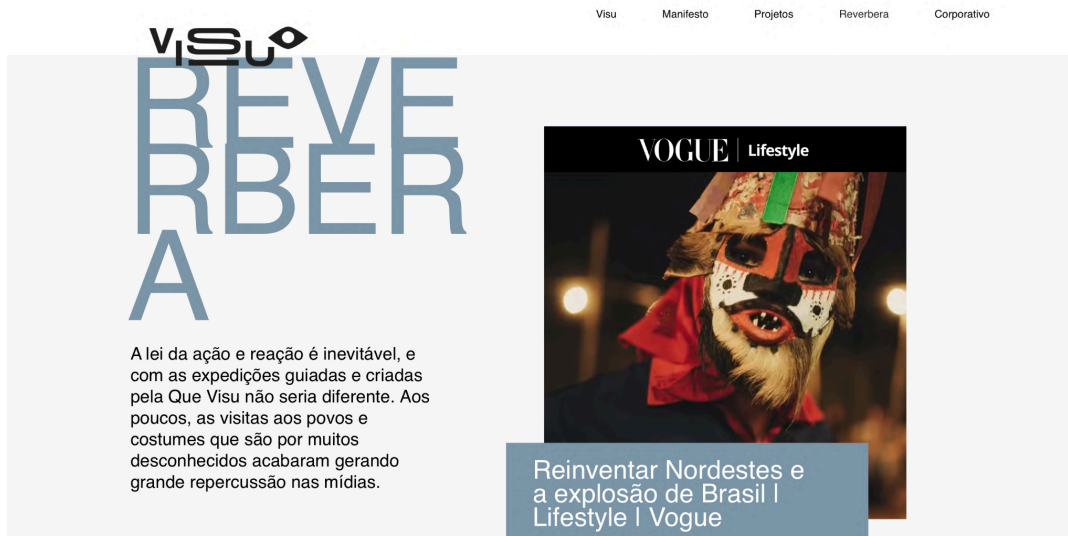 Visu Manifesto Projetos Reverbera Corporativo
VISU
REVE
RBER
A
A lei da ação e reação é inevitável, e
com as expedições guiadas e criadas
pela Que Visu não seria diferente. Aos
poucos, as visitas aos povos e
costumes que são por muitos
desconhecidos acabaram gerando
grande repercussão nas mídias.
VOGUE | Lifestyle
Reinventar Nordestes e
a explosão de Brasil |
Lifestyle | Vogue